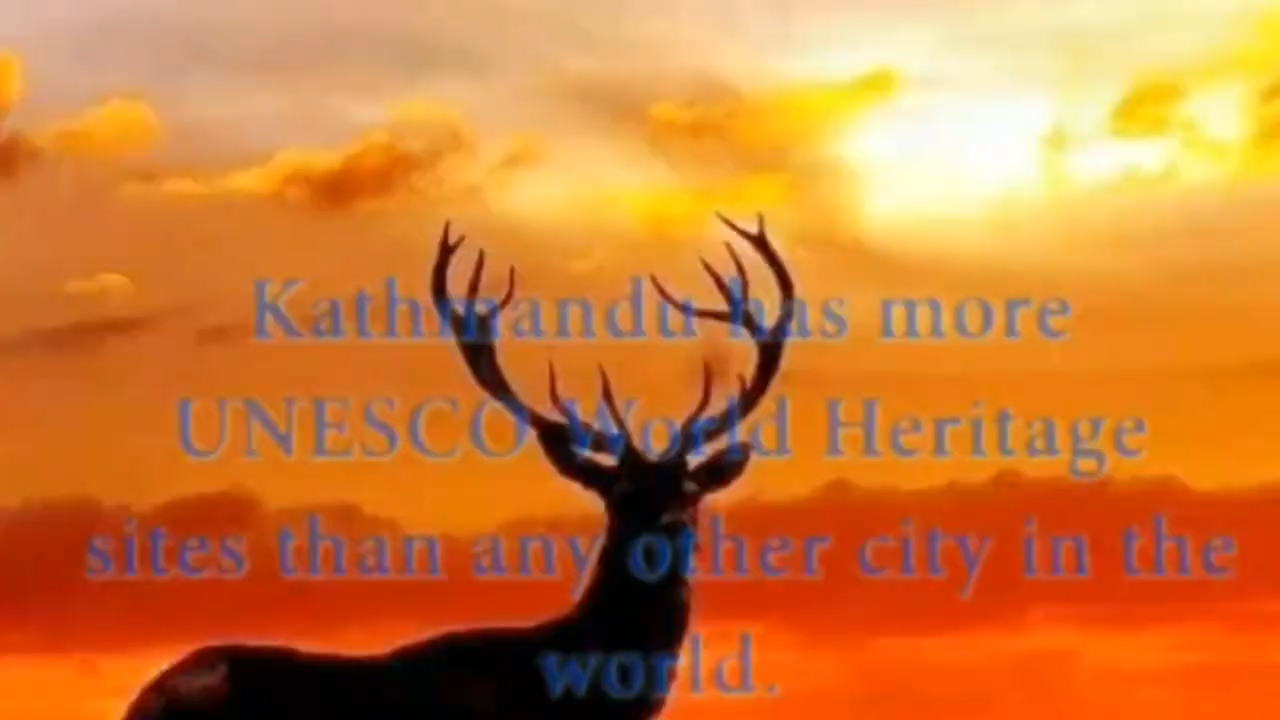 Kathmandu has more
UNESCO World Heritage
sites than any other city in the
world.